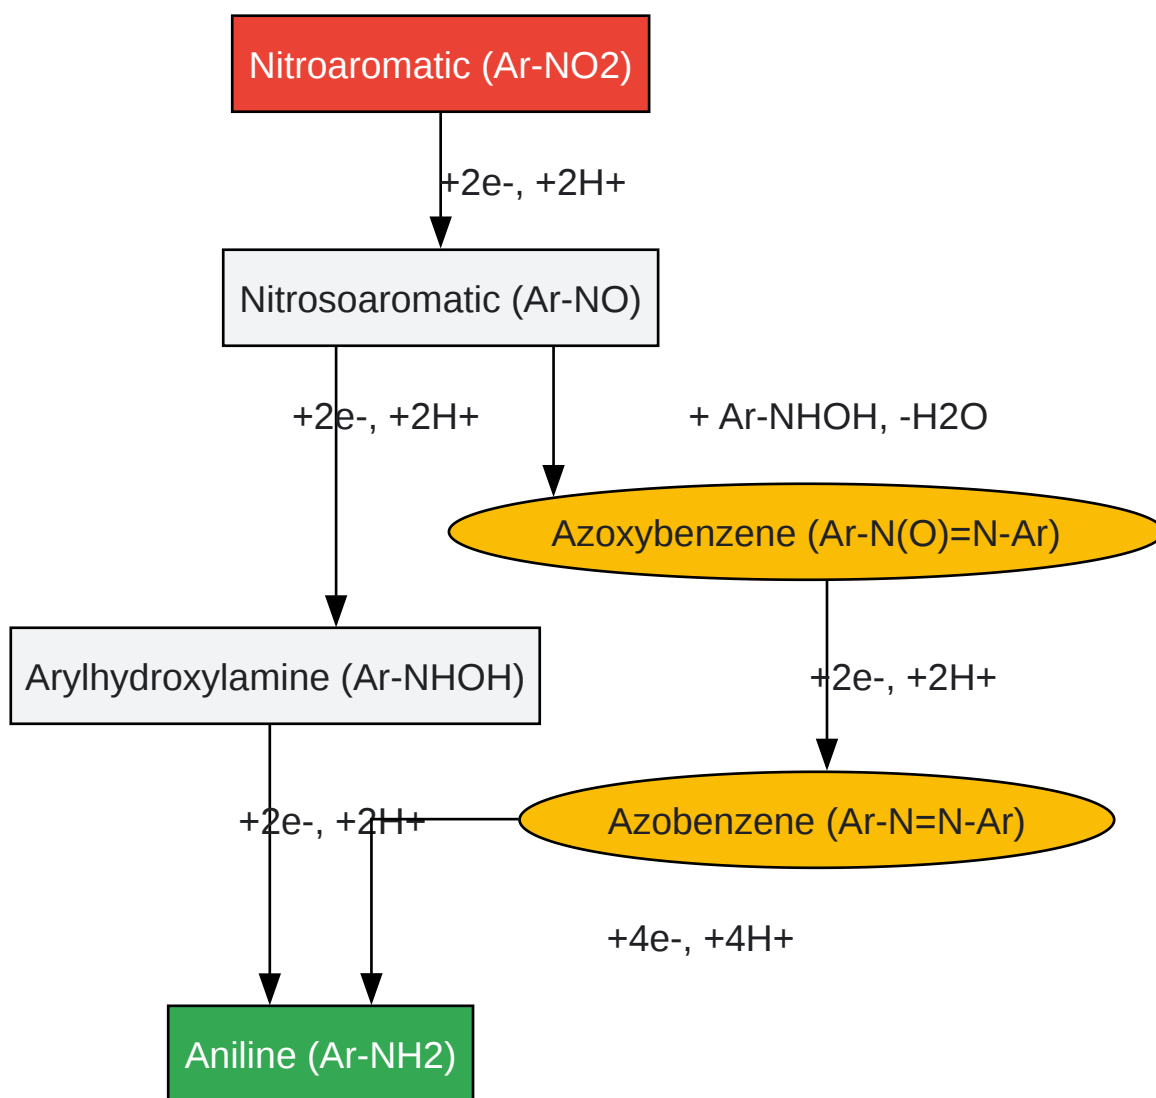 Nitroaromatic (Ar-NO2)
+2e-, +2H+
Nitrosoaromatic (Ar-NO)
+2e-, +2H+
+ Ar-NHOH, -H2O
Azoxybenzene (Ar-N(O)=N-Ar)
Arylhydroxylamine (Ar-NHOH)
+2e-, +2H+
+2e-, +2H+
Azobenzene (Ar-N=N-Ar)
+4e-, +4H+
Aniline (Ar-NH2)